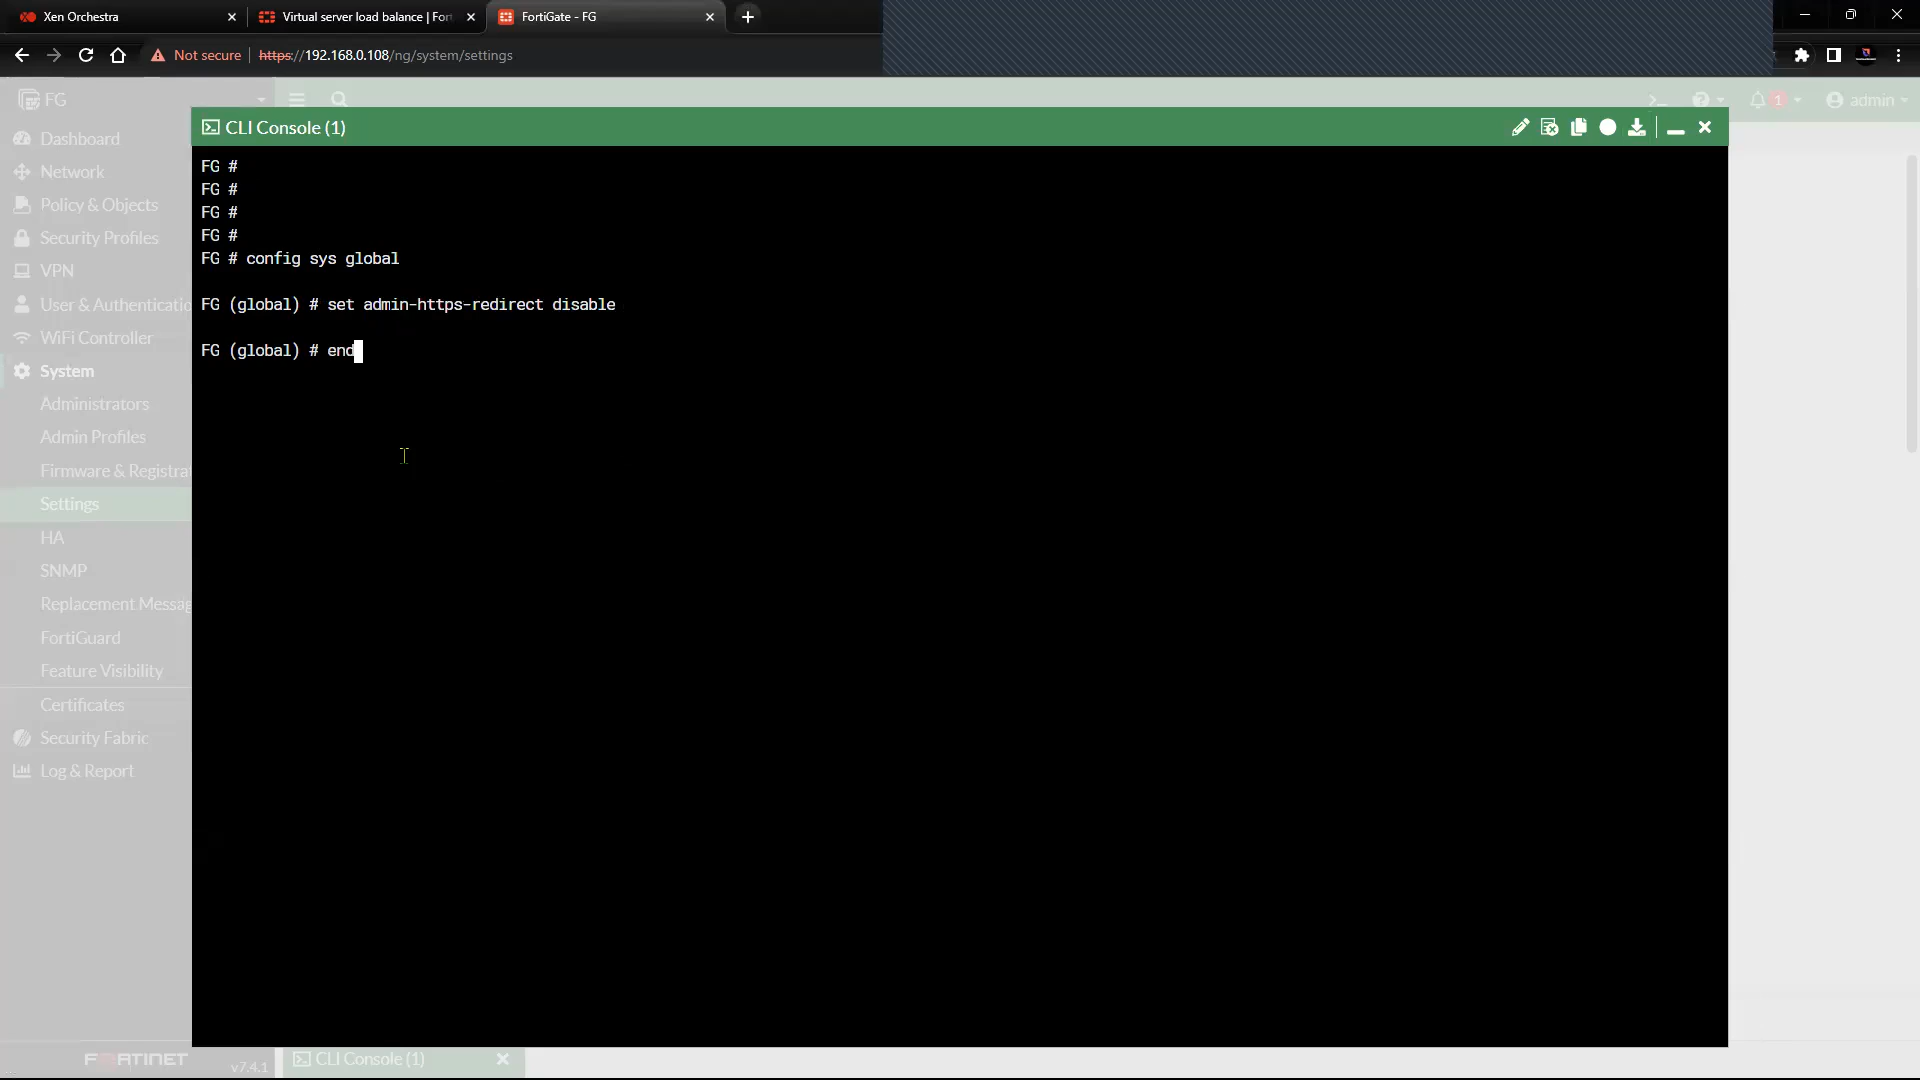 Xen Orchestra
Virtual server load balance | For
FortiGate - FG
Not secure
https://192.168.0.108/ng/system/settings
FG
1
admin
CLI Console (1)
Dashboard
Network
Policy & Objects
Security Profiles
VPN
User & Authenticatio
WiFi Controller
System
Administrators
Admin Profiles
Firmware & Registrat
Settings
HA
SNMP
Replacement Messag
FortiGuard
Feature Visibility
Certificates
Security Fabric
Log & Report
FG #
FG #
FG #
FG #
FG # config sys global
FG (global) # set admin-https-redirect disable
FG (global) # end
FORTINET
v7.4.1
CLI Console (1)